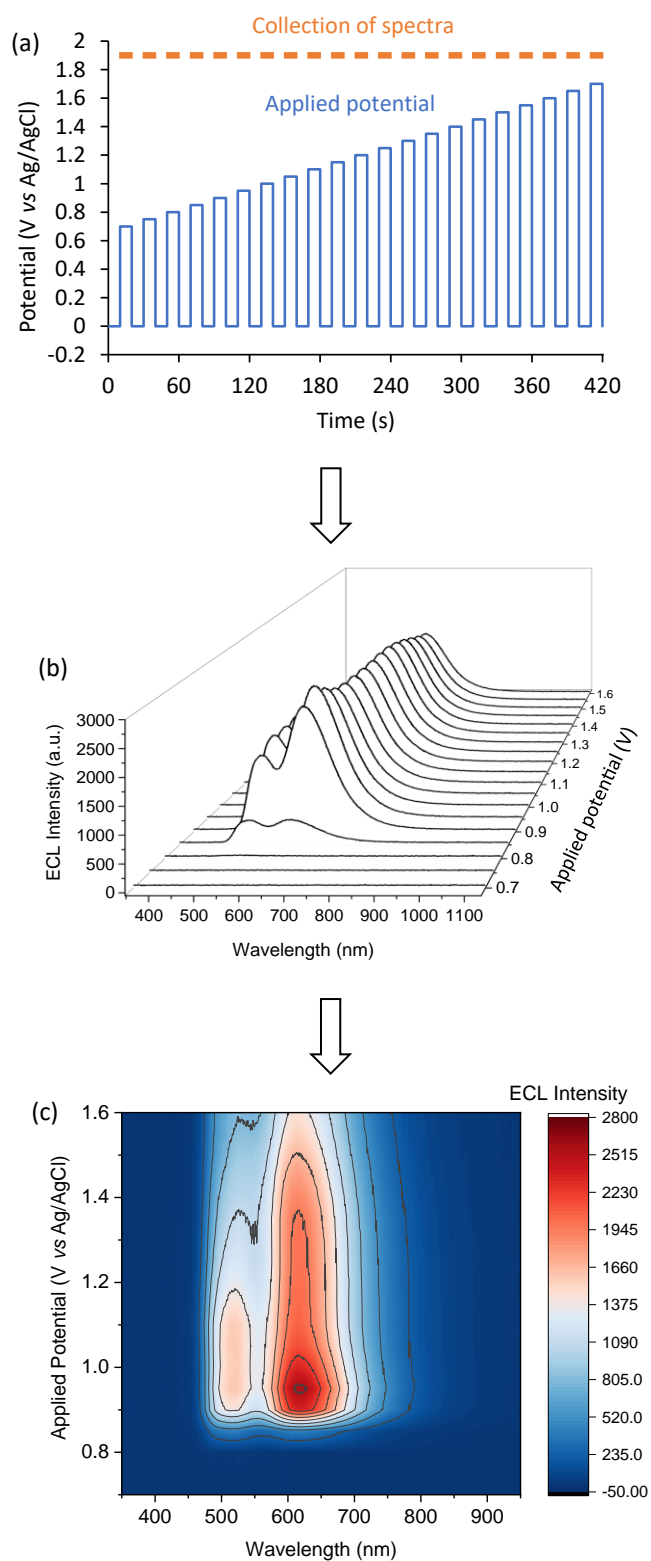 (a)
Collection of spectra
Applied potential
Potential (V vs Ag/AgCl)
2
1.8
1.6
1.4
1.2
1
0.8
0.6
0.4
0.2
0
-0.2
0 60 120 180 240 300 360 420
Time (s)
(b)
ECL Intensity (a.u.)
3000
2500
2000
1500
1000
500
0
400 500 600 700 800 900 1000 1100
Wavelength (nm)
1.6
1.5
1.4
1.3
1.2
1.1
1.0
0.9
0.8
0.7
Applied potential (V)
(c)
ECL Intensity
Applied Potential (V vs Ag/AgCl)
1.6
1.4
1.2
1.0
0.8
400 500 600 700 800 900
Wavelength (nm)
2800
2515
2230
1945
1660
1375
1090
805.0
520.0
235.0
-50.00